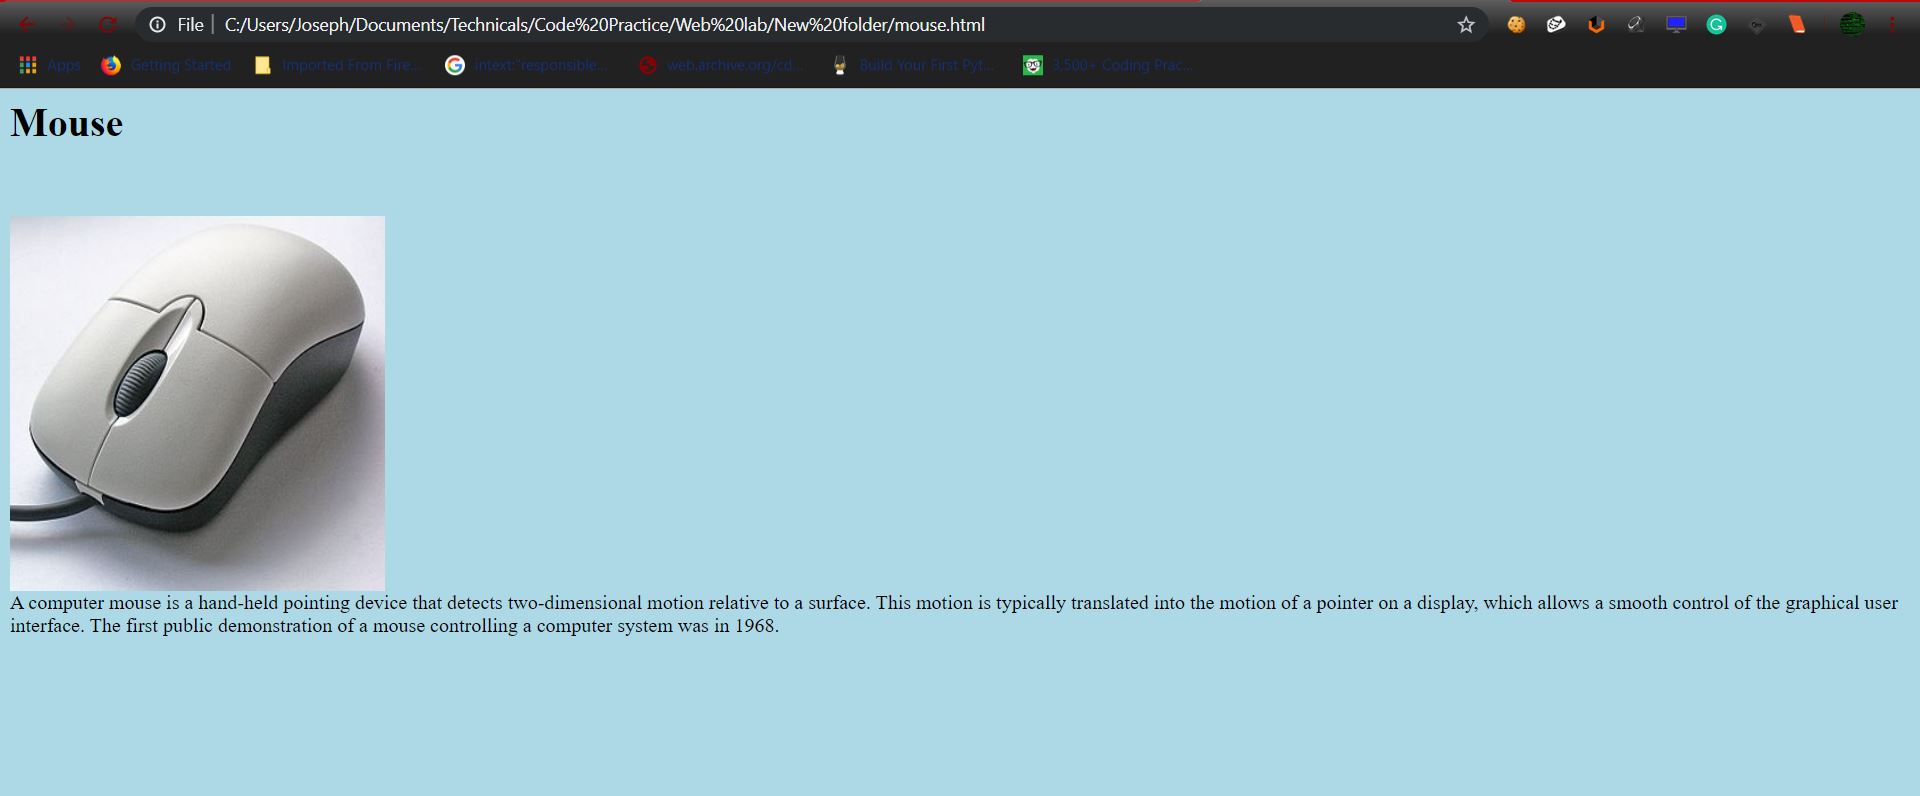 File | C:/Users/Joseph/Documents/Technicals/Code%20Practice/Web%20lab/New%20folder/mouse.html
Apps Getting Started Imported From Fire... intext:"responsible... web.archive.org/cd... Build Your First Pyt... 3,500+ Coding Prac...
Mouse
A computer mouse is a hand-held pointing device that detects two-dimensional motion relative to a surface. This motion is typically translated into the motion of a pointer on a display, which allows a smooth control of the graphical user
interface. The first public demonstration of a mouse controlling a computer system was in 1968.